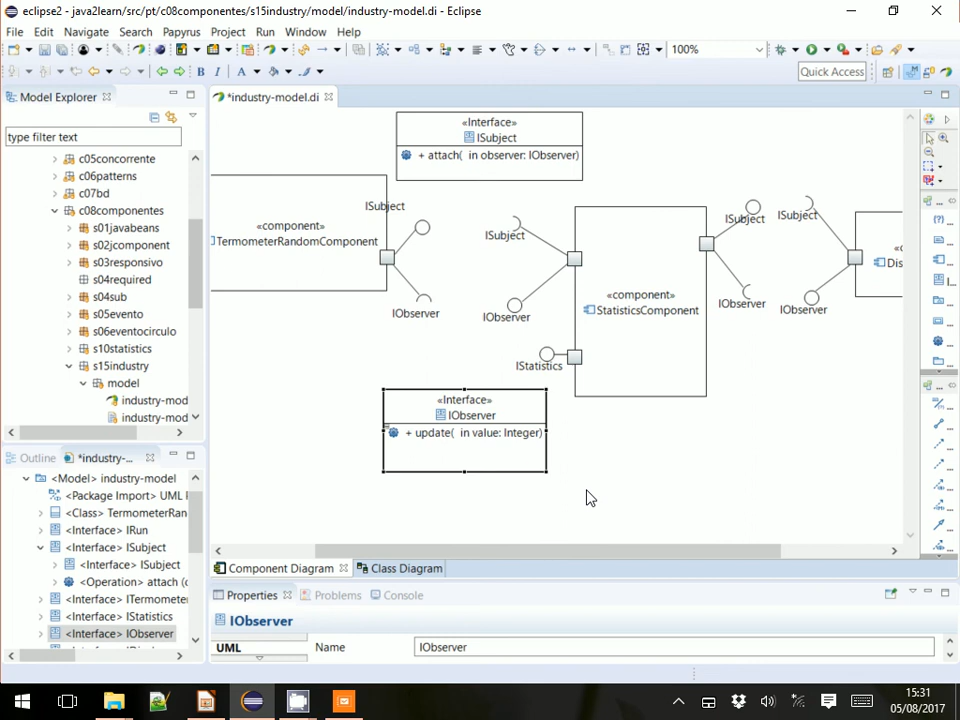 eclipse2 - java2learn/src/pt/c08componentes/s15industry/model/industry-model.di - Eclipse
File Edit Navigate Search Papyrus Project Run Window Help
100%
B I A
Quick Access
Model Explorer
*industry-model.di
type filter text
c05concorrente
c06patterns
c07bd
c08componentes
s01javabeans
s02jcomponent
s03responsivo
s04required
s04sub
s05evento
s06eventocirculo
s10statistics
s15industry
model
industry-mod
industry-mod
«Interface»
ISubject
+ attach( in observer: IObserver)
ISubject
«component»
TermometerRandomComponent
IObserver
ISubject
IObserver
IStatistics
«component»
StatisticsComponent
ISubject
IObserver
ISubject
IObserver
Dis
«Interface»
IObserver
+ update( in value: Integer)
Outline
*industry-...
<Model> industry-model
<Package Import> UML
<Class> TermometerRan
<Interface> IRun
<Interface> ISubject
<Interface> ISubject
<Operation> attach (
<Interface> ITermomete
<Interface> IStatistics
<Interface> IObserver
Component Diagram
Class Diagram
Properties
Problems
Console
IObserver
UML
Name
IObserver
15:31
05/08/2017